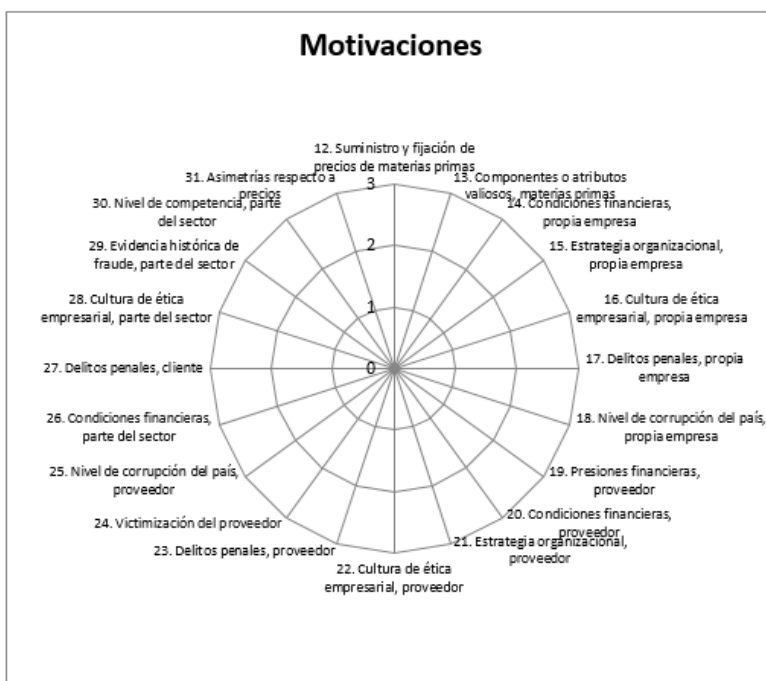 Motivaciones
12. Suministro y fijación de
precios de materias primas
13. Componentes o atributos
valiosos, materias primas
14. Condiciones financieras,
propia empresa
15. Estrategia organizacional,
propia empresa
16. Cultura de ética
empresarial, propia empresa
17. Delitos penales, propia
empresa
18. Nivel de corrupción del país,
propia empresa
19. Presiones financieras,
proveedor
20. Condiciones financieras,
proveedor
21. Estrategia organizacional,
proveedor
22. Cultura de ética
empresarial, proveedor
23. Delitos penales, proveedor
24. Victimización del proveedor
25. Nivel de corrupción del país,
proveedor
26. Condiciones financieras,
parte del sector
27. Delitos penales, cliente
28. Cultura de ética
empresarial, parte del sector
29. Evidencia histórica de
fraude, parte del sector
30. Nivel de competencia, parte
del sector
31. Asimetrías respecto a
precios
3
2
1
0